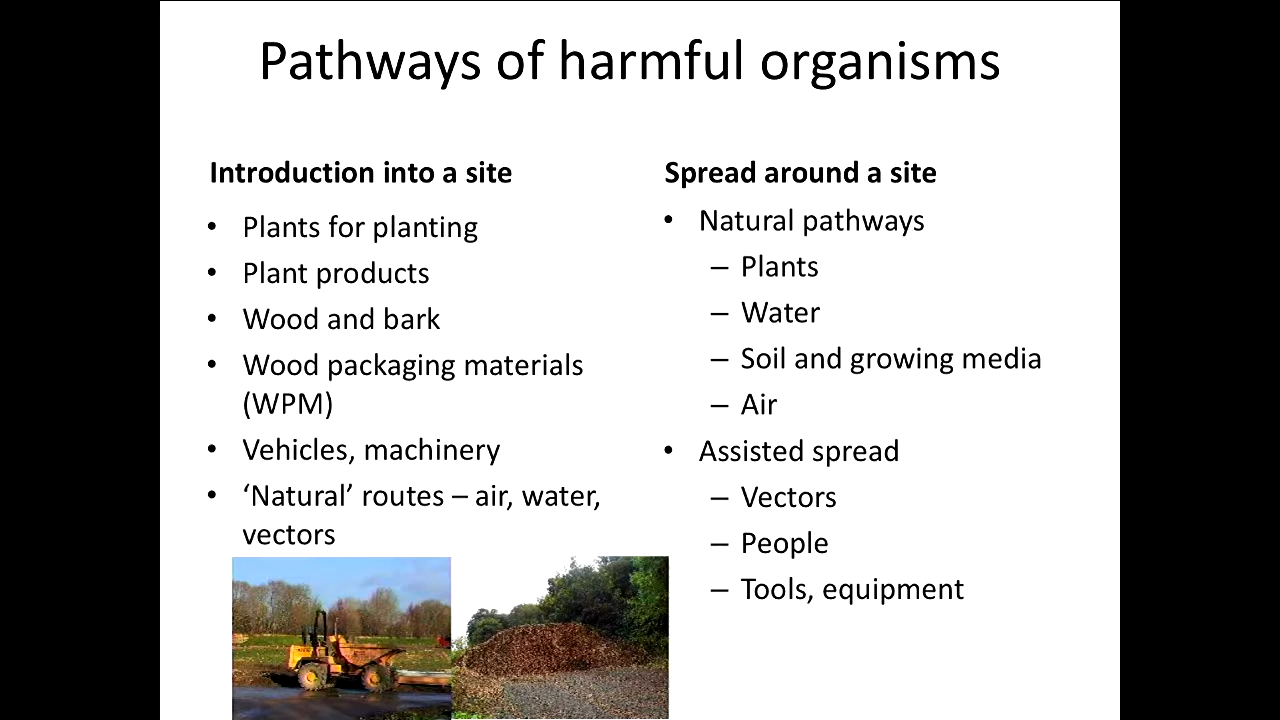 Pathways of harmful organisms
Introduction into a site
• Plants for planting
• Plant products
• Wood and bark
• Wood packaging materials
(WPM)
• Vehicles, machinery
• ‘Natural’ routes – air, water,
vectors
Spread around a site
• Natural pathways
– Plants
– Water
– Soil and growing media
– Air
• Assisted spread
– Vectors
– People
– Tools, equipment